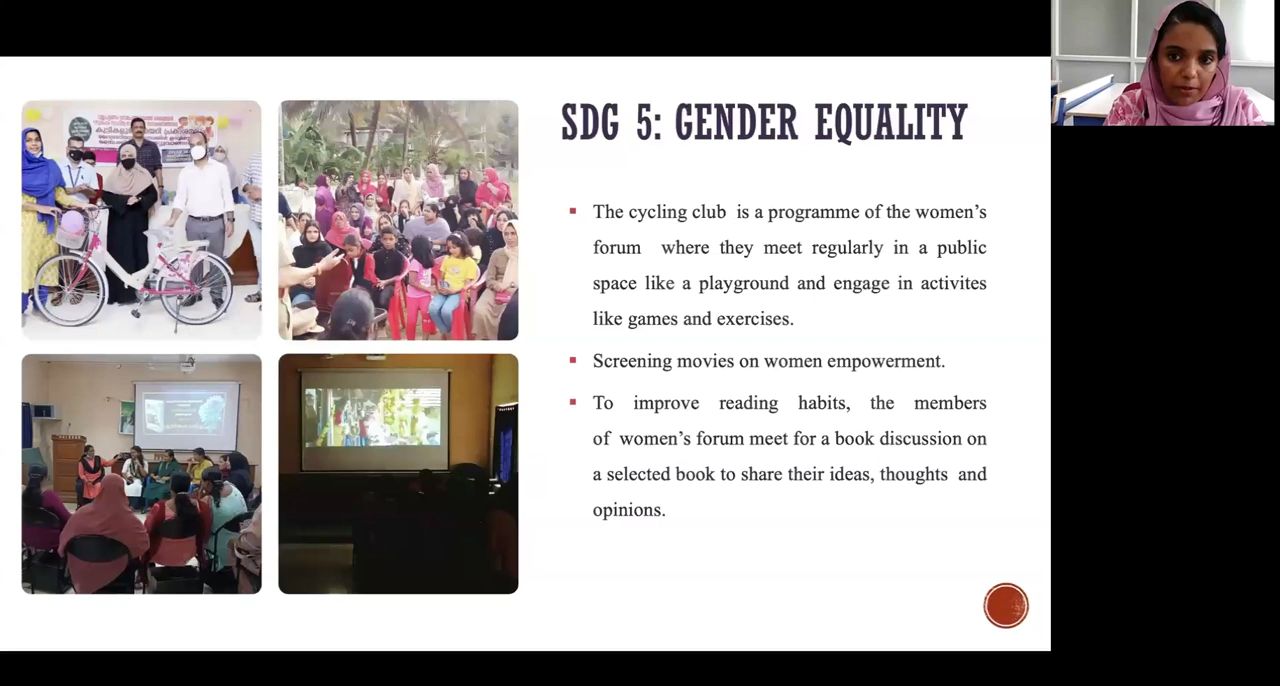 SDG 5: GENDER EQUALITY
▪ The cycling club is a programme of the women’s
forum where they meet regularly in a public
space like a playground and engage in activites
like games and exercises.
▪ Screening movies on women empowerment.
▪ To improve reading habits, the members
of women’s forum meet for a book discussion on
a selected book to share their ideas, thoughts and
opinions.